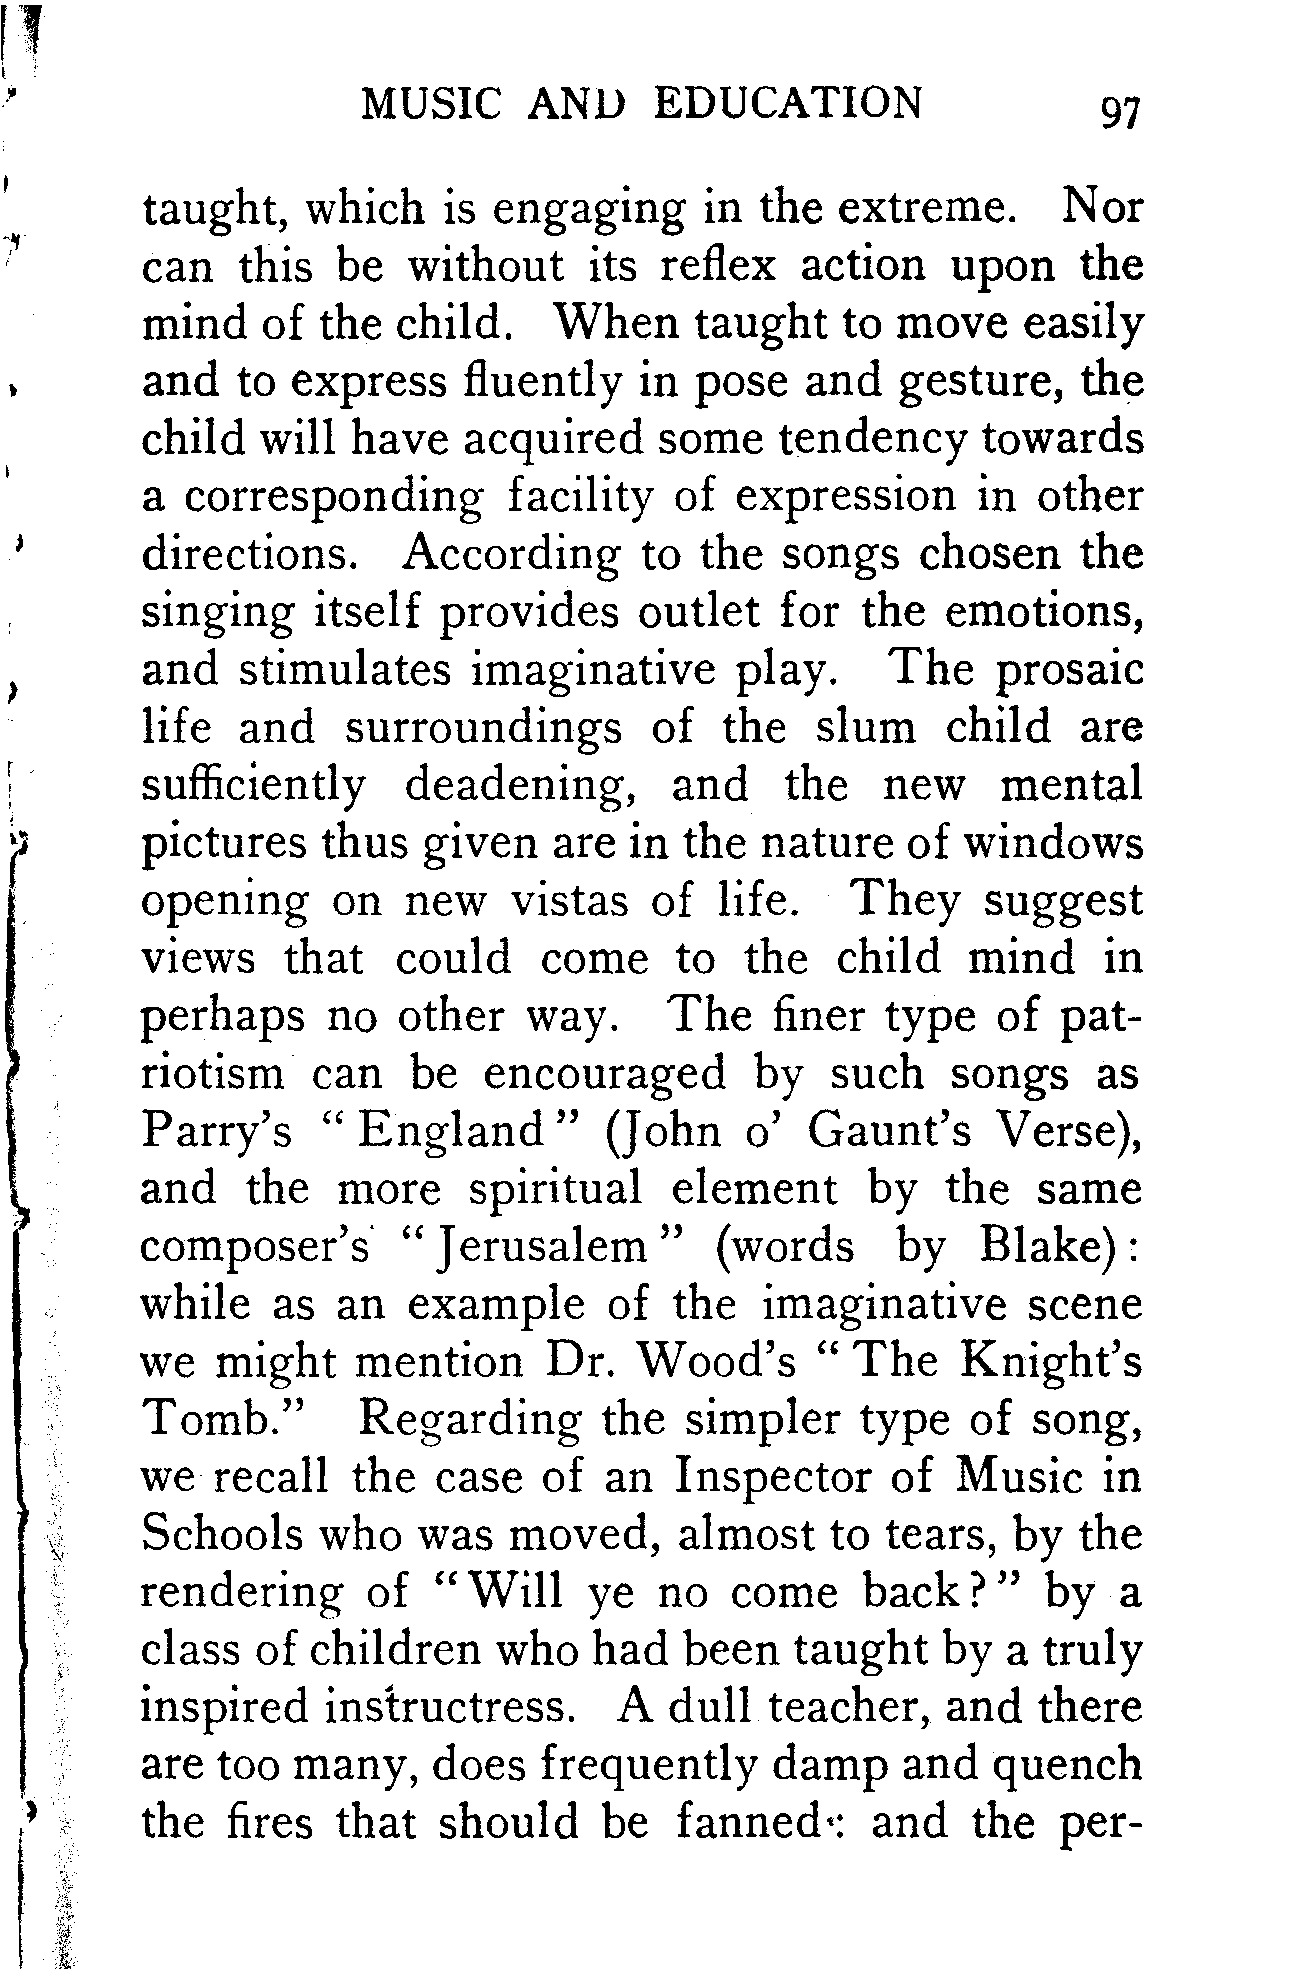 MUSIC AND EDUCATION 97
taught, which is engaging in the extreme. Nor
can this be without its reflex action upon the
mind of the child. When taught to move easily
and to express fluently in pose and gesture, the
child will have acquired some tendency towards
a corresponding facility of expression in other
directions. According to the songs chosen the
singing itself provides outlet for the emotions,
and stimulates imaginative play. The prosaic
life and surroundings of the slum child are
sufficiently deadening, and the new mental
pictures thus given are in the nature of windows
opening on new vistas of life. They suggest
views that could come to the child mind in
perhaps no other way. The finer type of pat-
riotism can be encouraged by such songs as
Parry's "England" (John o' Gaunt's Verse),
and the more spiritual element by the same
composer's "Jerusalem" (words by Blake):
while as an example of the imaginative scene
we might mention Dr. Wood's "The Knight's
Tomb." Regarding the simpler type of song,
we recall the case of an Inspector of Music in
Schools who was moved, almost to tears, by the
rendering of "Will ye no come back?" by a
class of children who had been taught by a truly
inspired instructress. A dull teacher, and there
are too many, does frequently damp and quench
the fires that should be fanned: and the per-